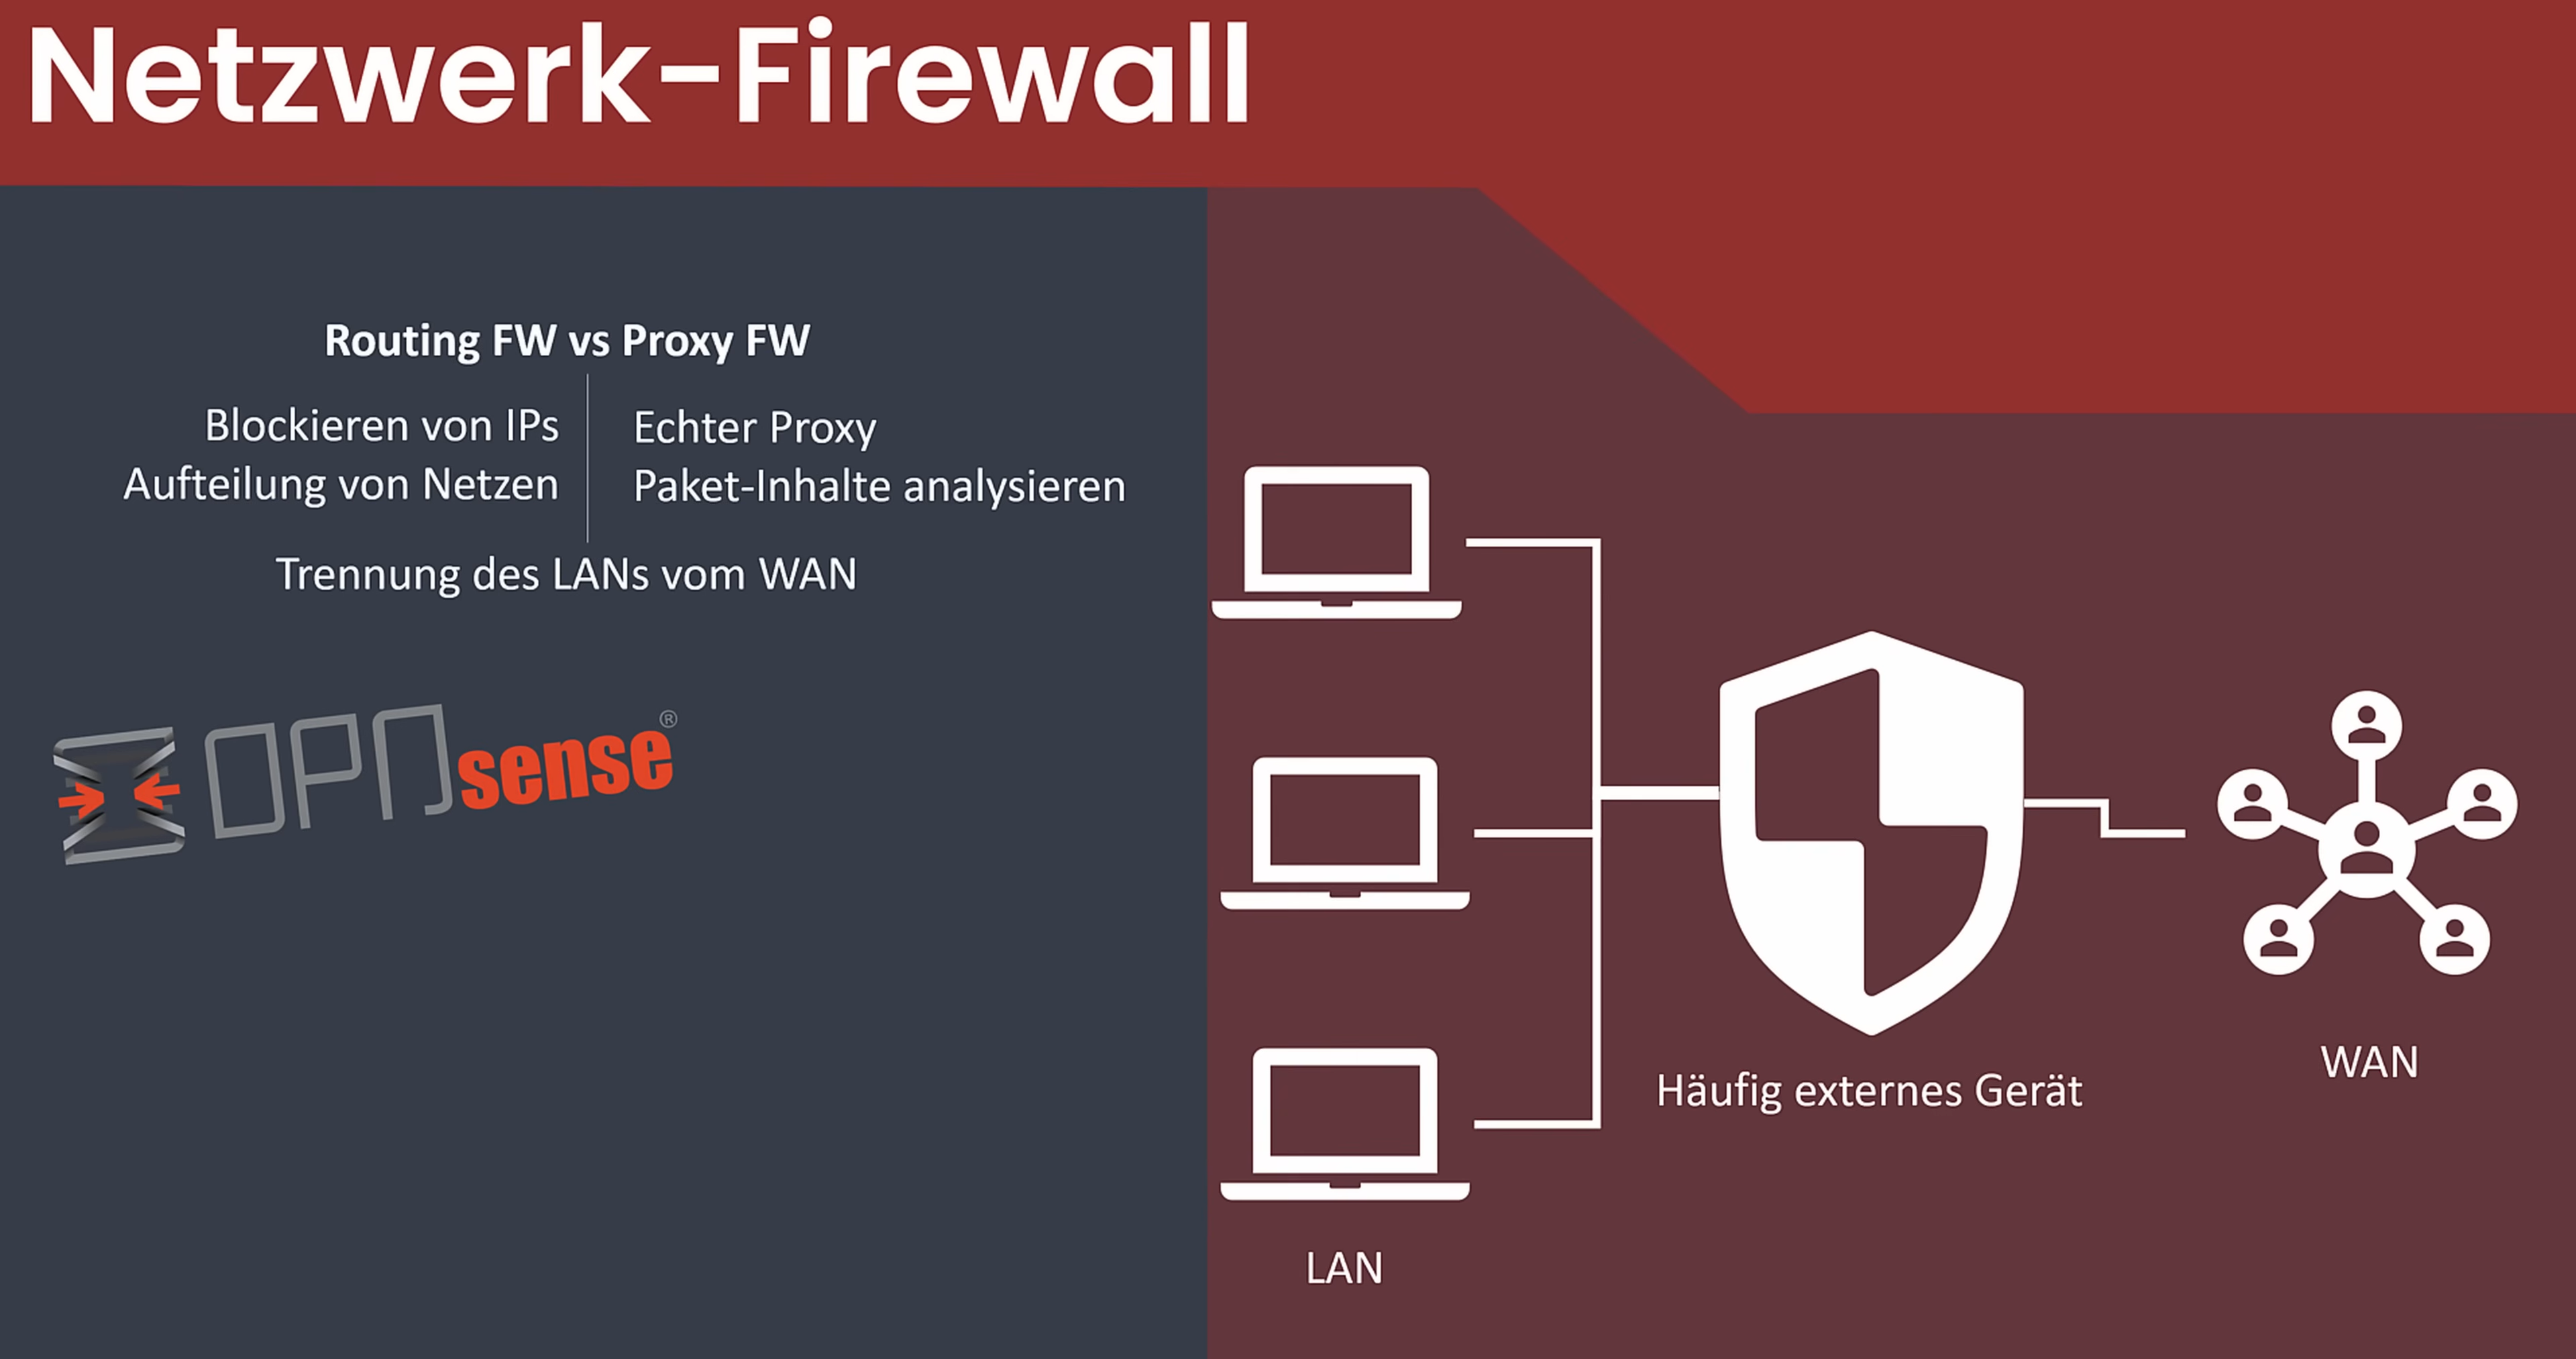 Netzwerk-Firewall
Routing FW vs Proxy FW
Blockieren von IPs
Aufteilung von Netzen
Echter Proxy
Paket-Inhalte analysieren
Trennung des LANs vom WAN
OPNsense®
Häufig externes Gerät
WAN
LAN